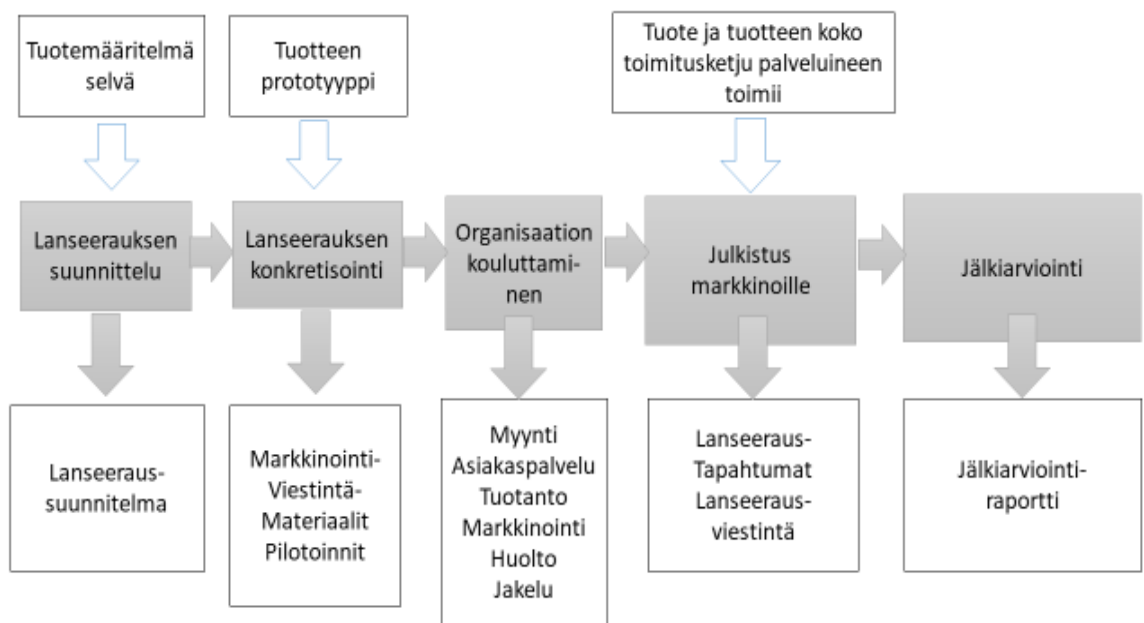 Tuotemääritelmä
selvä
Tuotteen
prototyyppi
Tuote ja tuotteen koko
toimitusketju palveluineen
toimii
Lanseerauksen
suunnittelu
Lanseerauksen
konkretisointi
Organisaation
kouluttami-
nen
Julkistus
markkinoille
Jälkiarviointi
Lanseeraus-
suunnitelma
Markkinointi-
Viestintä-
Materiaalit
Pilotoinnit
Myynti
Asiakaspalvelu
Tuotanto
Markkinointi
Huolto
Jakelu
Lanseeraus-
Tapahtumat
Lanseeraus-
viestintä
Jälkiarviointi-
raportti